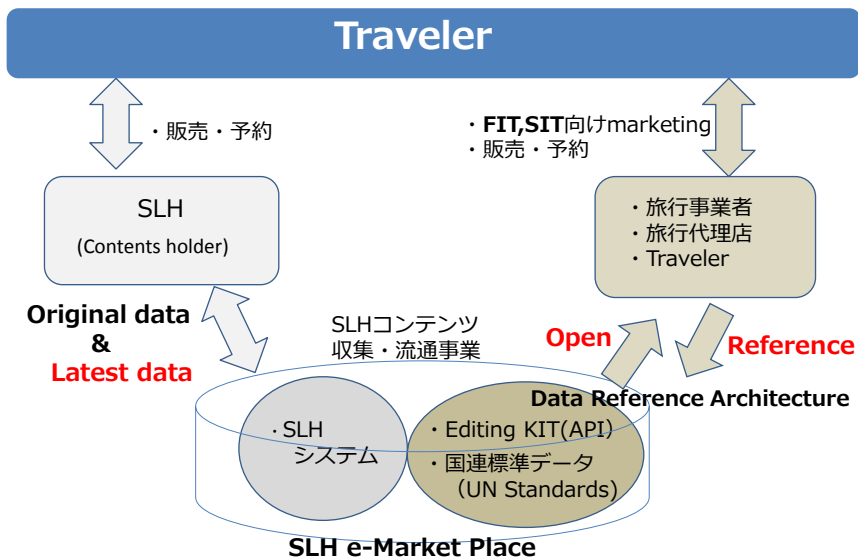 Traveler
・販売・予約
・FIT,SIT向けmarketing
・販売・予約
SLH
(Contents holder)
・旅行事業者
・旅行代理店
・Traveler
Original data
&
Latest data
SLHコンテンツ
収集・流通事業
Open
Reference
Data Reference Architecture
・SLH
システム
・Editing KIT(API）
・国連標準データ
（UN Standards)
SLH e-Market Place